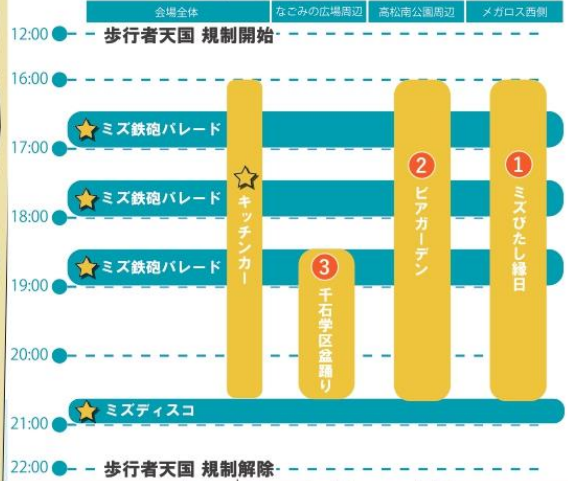 会場全体 なごみの広場周辺 高松南公園周辺 メガロス西側
12:00 歩行者天国 規制開始
16:00
ミズ鉄砲パレード
17:00
ミズ鉄砲パレード
18:00
ミズ鉄砲パレード
19:00
20:00
ミズディスコ
21:00
22:00 歩行者天国 規制解除
キッチンカー
3 千石学区盆踊り
2 ビアガーデン
1 ミズびたし縁日